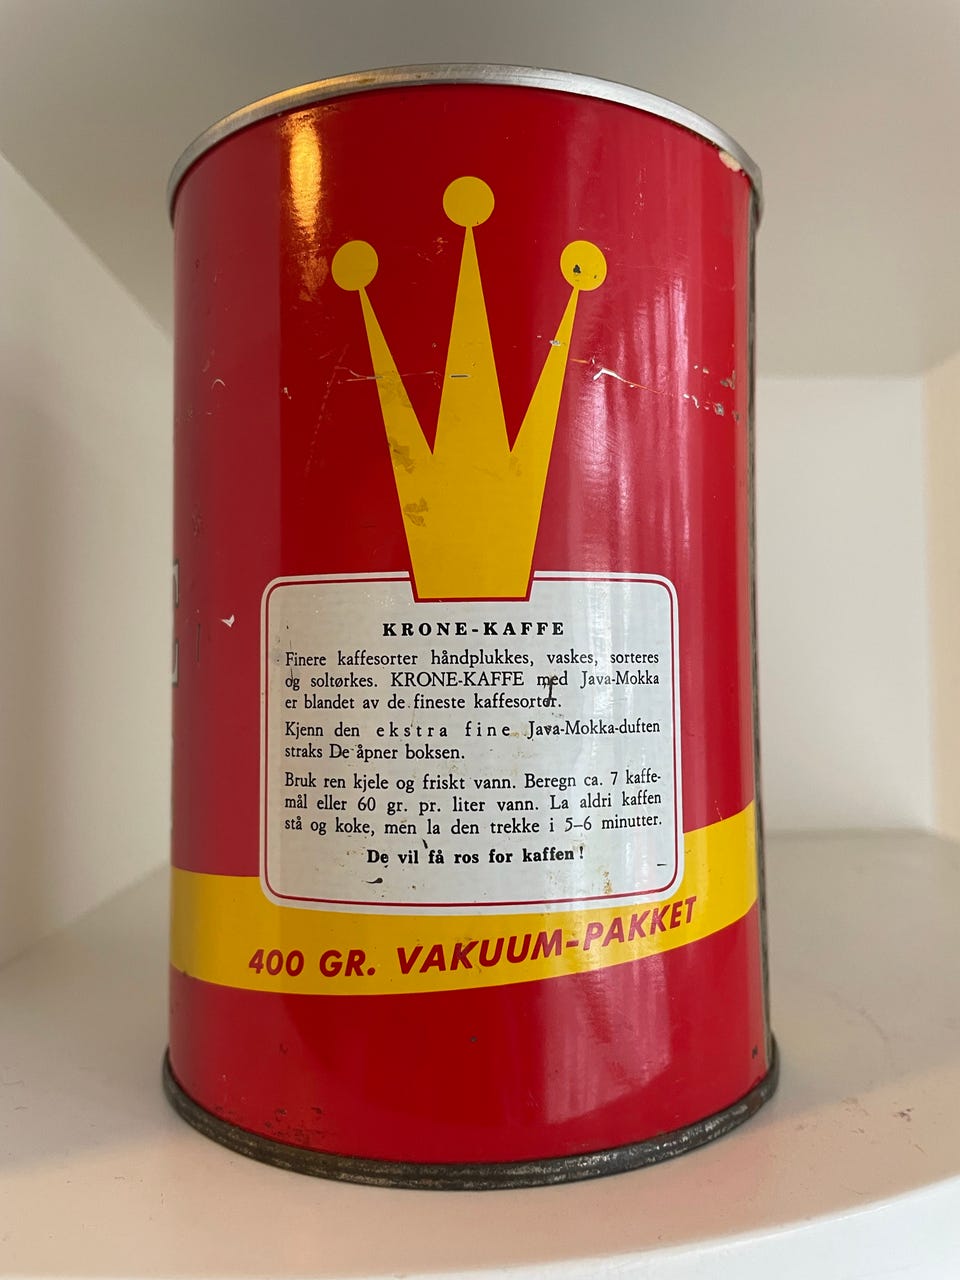 KRONE-KAFFE
Finere kaffesorter håndplukkes, vaskes, sorteres
og soltørkes. KRONE-KAFFE med Java-Mokka
er blandet av de fineste kaffesorter.
Kjenn den ekstra fine Java-Mokka-duften
straks De åpner boksen.
Bruk ren kjele og friskt vann. Beregn ca. 7 kaffe-
mål eller 60 gr. pr. liter vann. La aldri kaffen
stå og koke, men la den trekke i 5–6 minutter.
De vil få ros for kaffen!
400 GR. VAKUUM-PAKKET